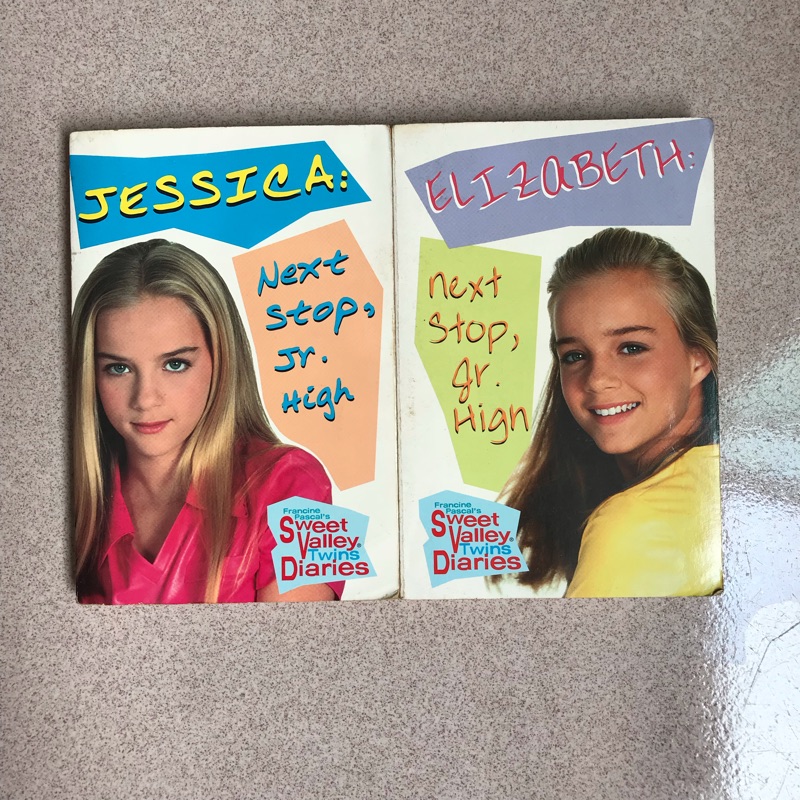 JESSICA:
Next
Stop,
Jr.
High
Francine
Pascal's
Sweet
Valley®
Twins
Diaries
ELIZABETH:
next
Stop,
Jr.
High
Francine
Pascal's
Sweet
Valley®
Twins
Diaries